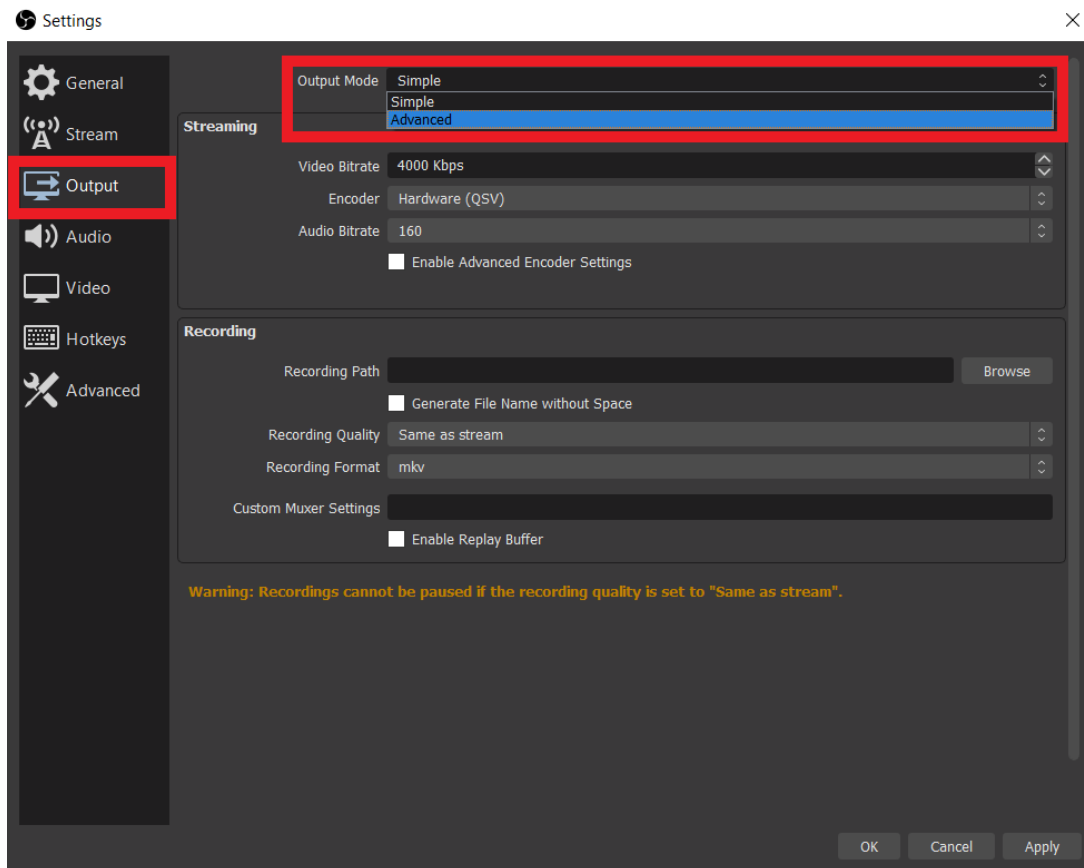 Settings
General
Stream
Output
Audio
Video
Hotkeys
Advanced
Output Mode Simple
Simple
Advanced
Streaming
Video Bitrate 4000 Kbps
Encoder Hardware (QSV)
Audio Bitrate 160
Enable Advanced Encoder Settings
Recording
Recording Path Browse
Generate File Name without Space
Recording Quality Same as stream
Recording Format mkv
Custom Muxer Settings
Enable Replay Buffer
Warning: Recordings cannot be paused if the recording quality is set to "Same as stream".
OK Cancel Apply